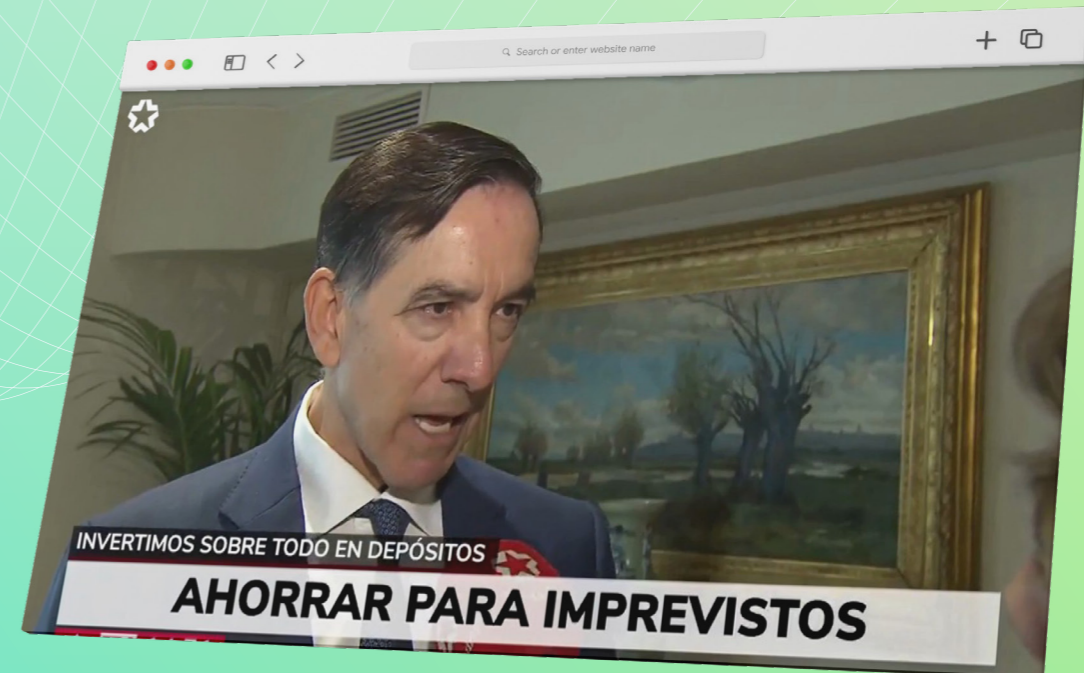 Search or enter website name
INVERTIMOS SOBRE TODO EN DEPÓSITOS
AHORRAR PARA IMPREVISTOS